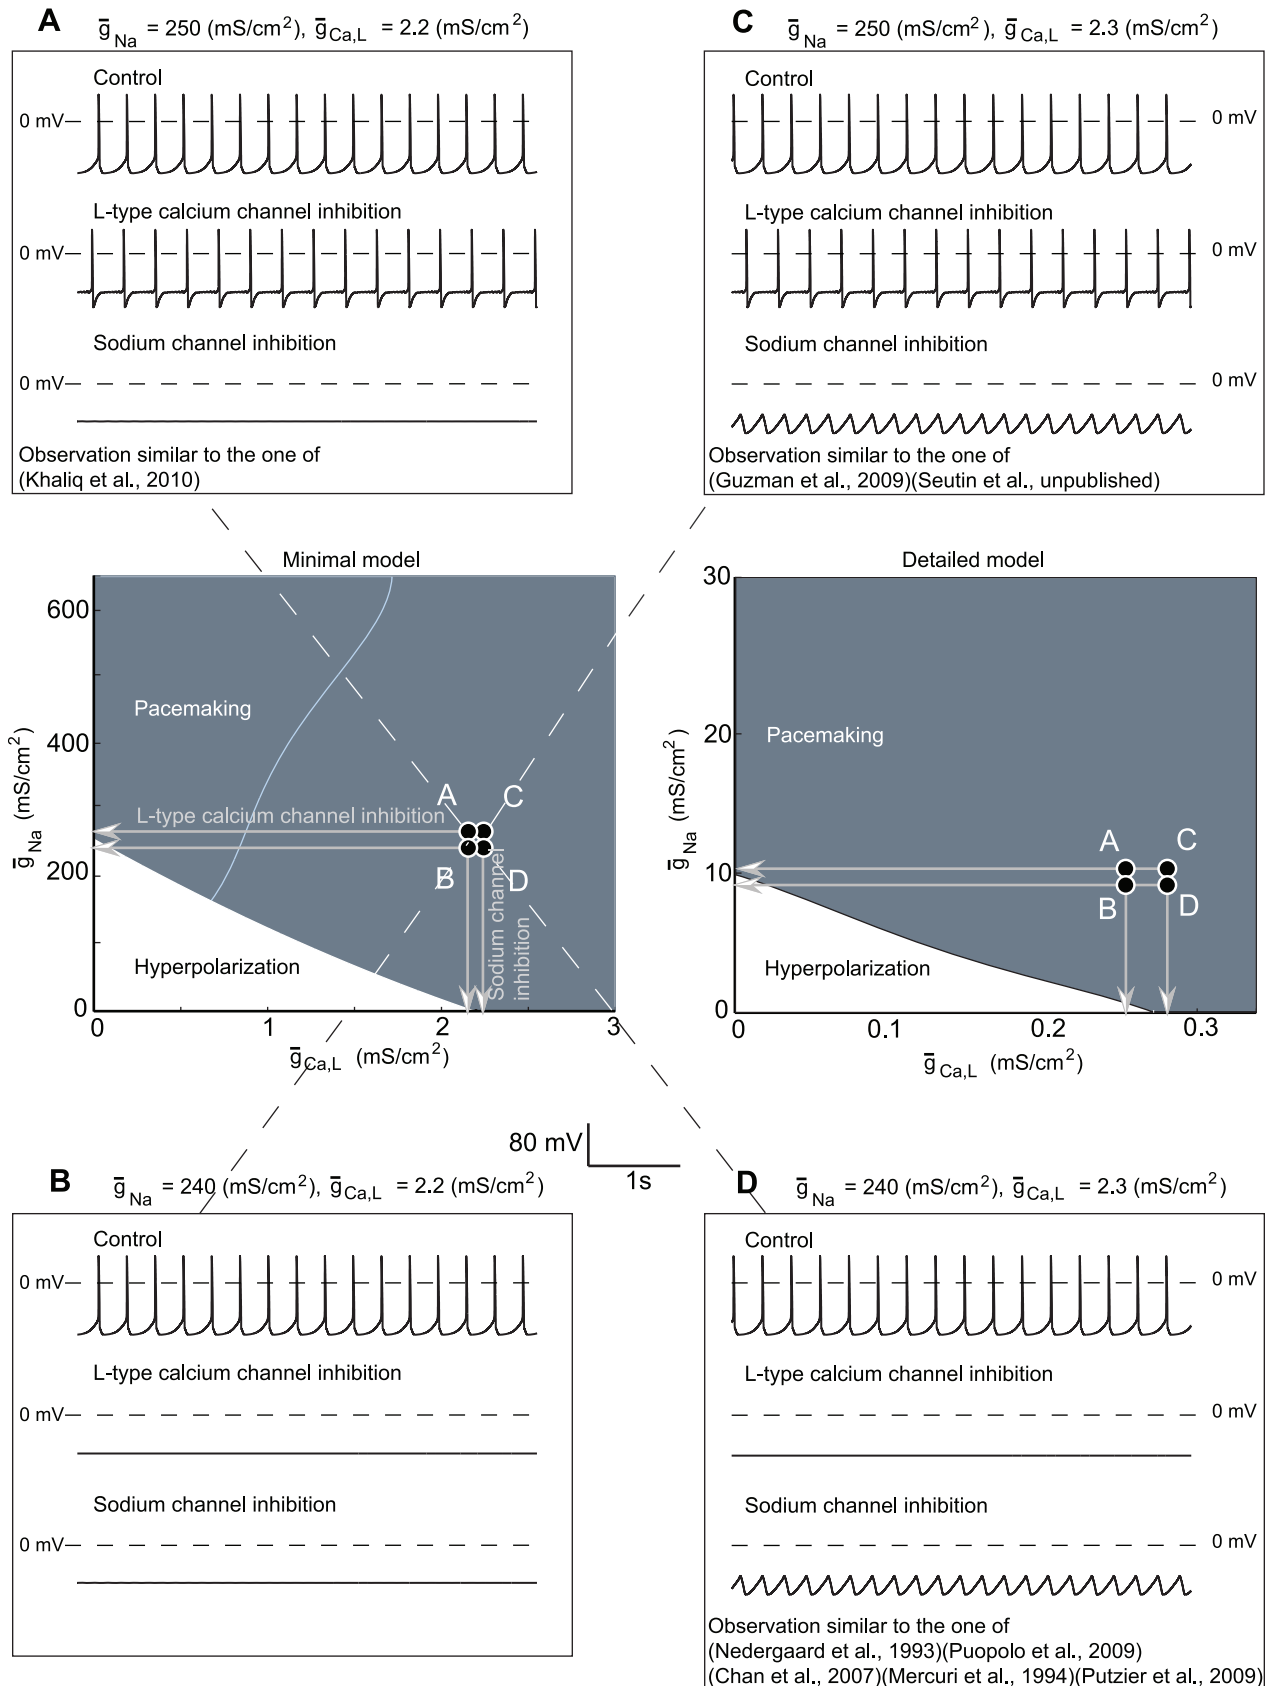 A ḡNa = 250 (mS/cm²), ḡCa,L = 2.2 (mS/cm²)
Control
0 mV
L-type calcium channel inhibition
0 mV
Sodium channel inhibition
0 mV
Observation similar to the one of
(Khaliq et al., 2010)
C ḡNa = 250 (mS/cm²), ḡCa,L = 2.3 (mS/cm²)
Control
0 mV
L-type calcium channel inhibition
0 mV
Sodium channel inhibition
0 mV
Observation similar to the one of
(Guzman et al., 2009)(Seutin et al., unpublished)
Minimal model
600
400
200
0
ḡNa (mS/cm²)
Pacemaking
A
C
L-type calcium channel inhibition
B
D
Sodium channel
inhibition
Hyperpolarization
0 1 2 3
ḡCa,L (mS/cm²)
Detailed model
30
20
10
0
ḡNa (mS/cm²)
Pacemaking
A
C
B
D
Hyperpolarization
0 0.1 0.2 0.3
ḡCa,L (mS/cm²)
80 mV
1s
B ḡNa = 240 (mS/cm²), ḡCa,L = 2.2 (mS/cm²)
Control
0 mV
L-type calcium channel inhibition
0 mV
Sodium channel inhibition
0 mV
D ḡNa = 240 (mS/cm²), ḡCa,L = 2.3 (mS/cm²)
Control
0 mV
L-type calcium channel inhibition
0 mV
Sodium channel inhibition
0 mV
Observation similar to the one of
(Nedergaard et al., 1993)(Puopolo et al., 2009)
(Chan et al., 2007)(Mercuri et al., 1994)(Putzier et al., 2009)